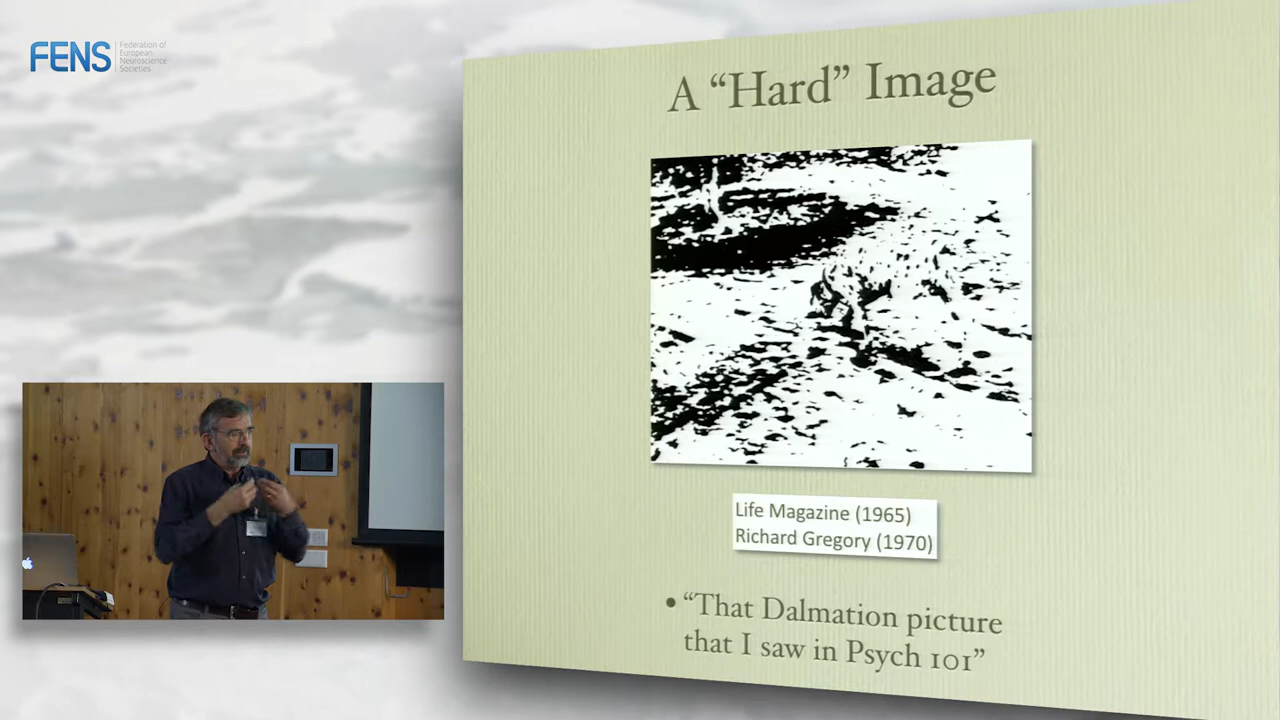 FENS
Federation of
European
Neuroscience
Societies
A “Hard” Image
Life Magazine (1965)
Richard Gregory (1970)
• “That Dalmation picture
that I saw in Psych 101”